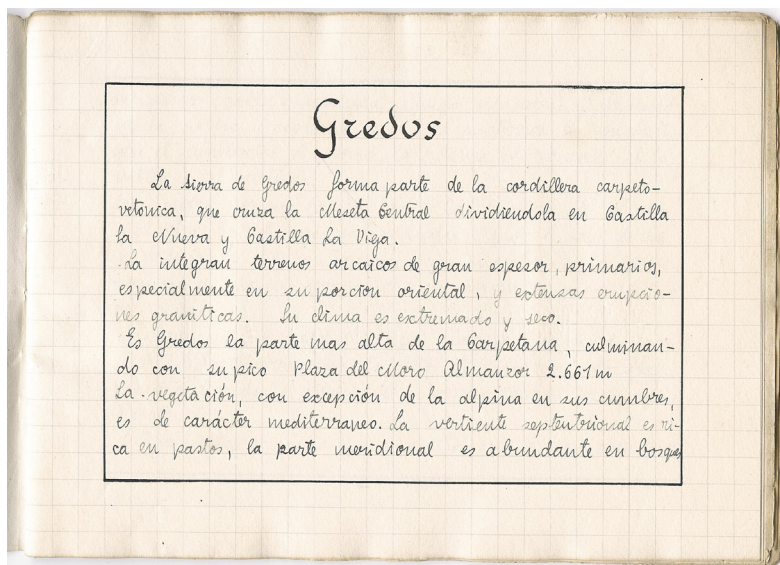 Gredos
La Sierra de Gredos forma parte de la cordillera carpeto-
vetonica, que cruza la Meseta Central dividiendola en Castilla
la Nueva y Castilla La Vieja.
La integran terrenos arcaicos de gran espesor, primarios,
especialmente en su porcion oriental, y extensas erupcio-
nes graniticas. Su clima es extremado y seco.
Es Gredos la parte mas alta de la Carpetana, culminan-
do con su pico Plaza del Moro Almanzor 2.661 m
La vegetación, con excepción de la alpina en sus cumbres,
es de carácter mediterraneo. La vertiente septentrional es ri-
ca en pastos, la parte meridional es abundante en bosques